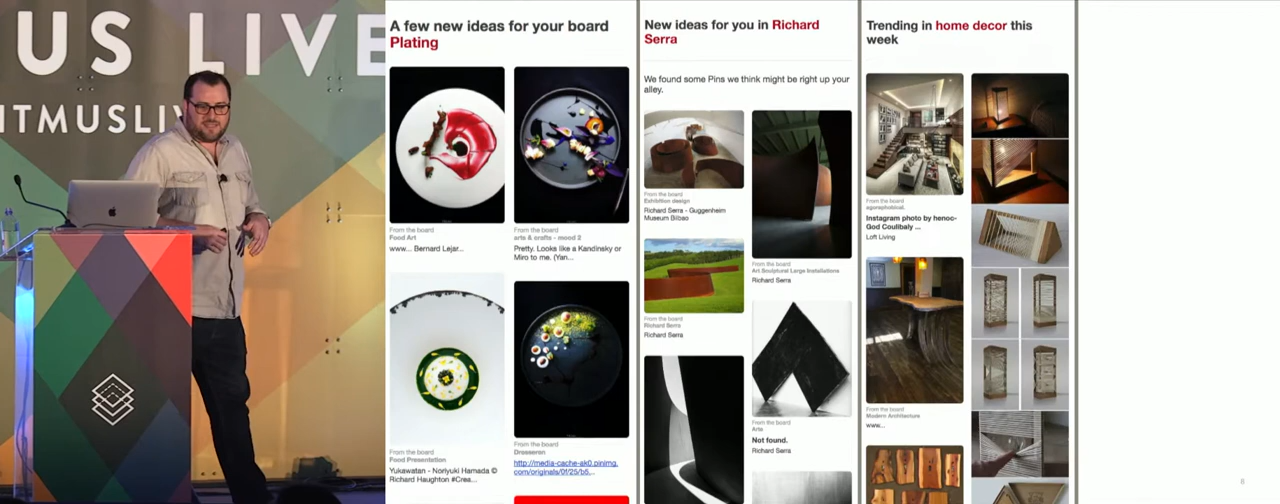 US LIVE
ITMUSLIV
A few new ideas for your board
Plating
From the board
Food Art
www... Bernard Lejar...
From the board
arts & crafts - mood 2
Pretty. Looks like a Kandinsky or
Miro to me. (Yan...
From the board
Food Presentation
Yukawatan - Noriyuki Hamada ©
Richard Haughton #Crea...
From the board
Dresseren
http://media-cache-ak0.pinimg.
com/originals/0f/25/b5...
New ideas for you in Richard
Serra
We found some Pins we think might be right up your
alley.
From the board
Exhibition design
Richard Serra - Guggenheim
Museum Bilbao
From the board
Richard Serra
Richard Serra
From the board
Art Sculptural Large Installations
Richard Serra
From the board
Arte
Not found.
Richard Serra
Trending in home decor this
week
From the board
agoraphobical.
Instagram photo by henoc-
God Coulibaly ...
Loft Living
From the board
Modern Architecture
www...
8